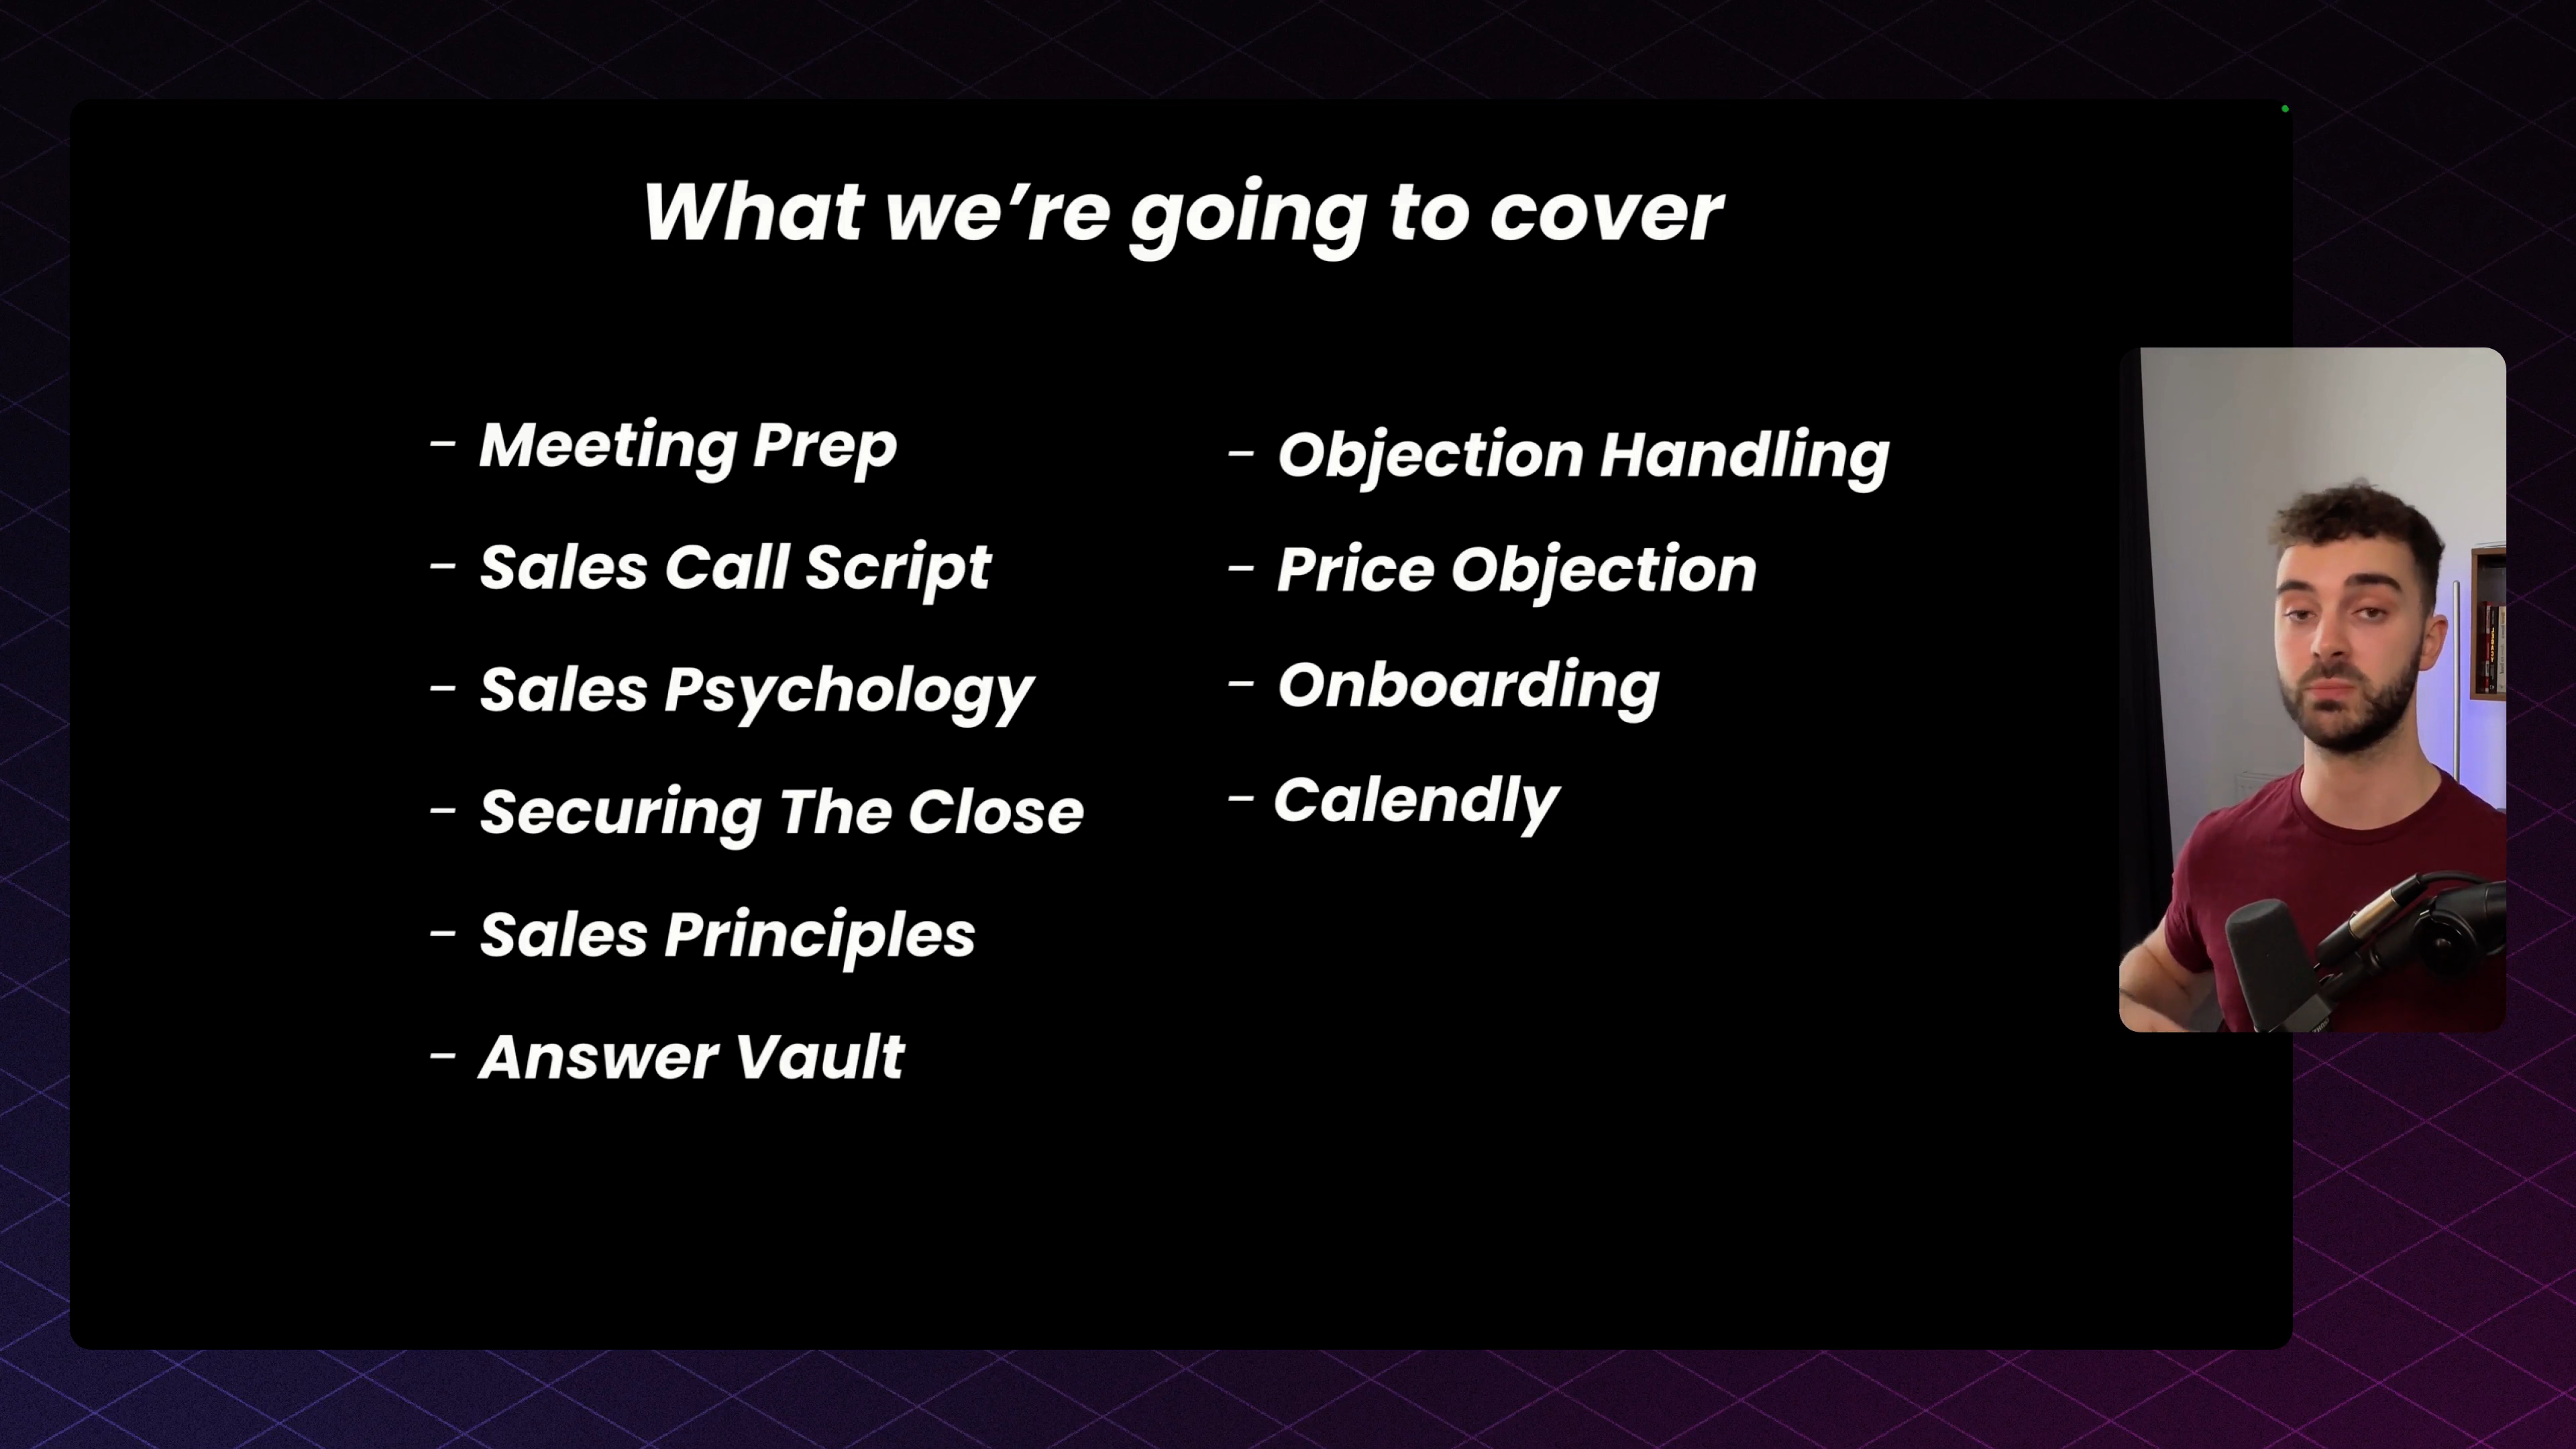 What we're going to cover
- Meeting Prep
- Sales Call Script
- Sales Psychology
- Securing The Close
- Sales Principles
- Answer Vault
- Objection Handling
- Price Objection
- Onboarding
- Calendly